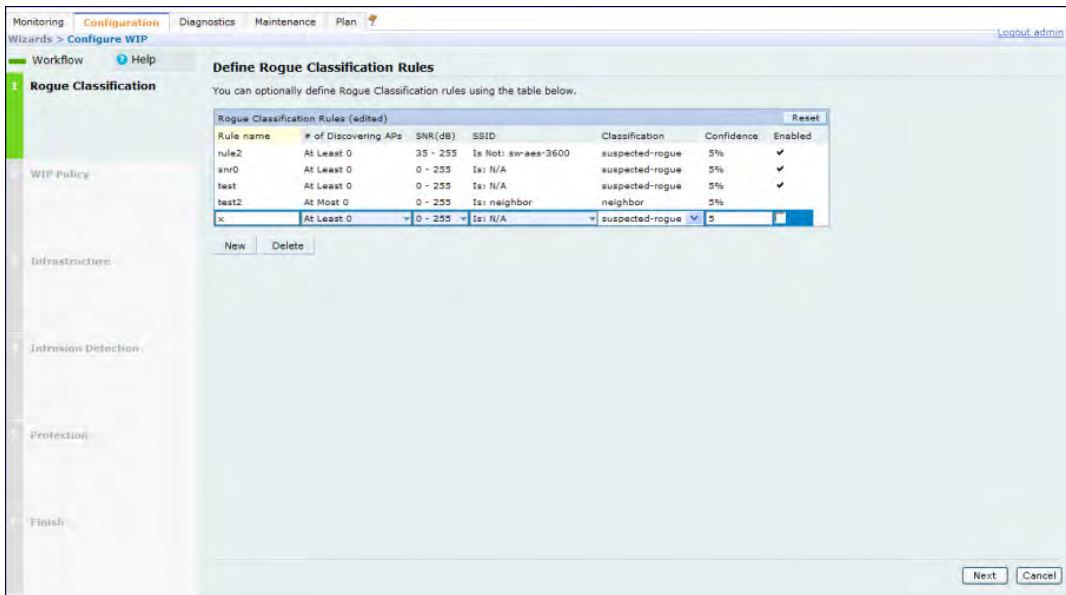 Monitoring Configuration Diagnostics Maintenance Plan
Wizards > Configure WIP
Logout admin
Workflow Help
1 Rogue Classification
WIP Policy
Infrastructure
Intrusion Detection
Protection
Finish
Define Rogue Classification Rules
You can optionally define Rogue Classification rules using the table below.
Rogue Classification Rules (edited) Reset
Rule name # of Discovering APs SNR(dB) SSID Classification Confidence Enabled
rule2 At Least 0 35 - 255 Is Not: sw-aes-3600 suspected-rogue 5% ✔
snr0 At Least 0 0 - 255 Is: N/A suspected-rogue 5% ✔
test At Least 0 0 - 255 Is: N/A suspected-rogue 5% ✔
test2 At Most 0 0 - 255 Is: neighbor neighbor 5%
x At Least 0 0 - 255 Is: N/A suspected-rogue 5
New Delete
Next Cancel